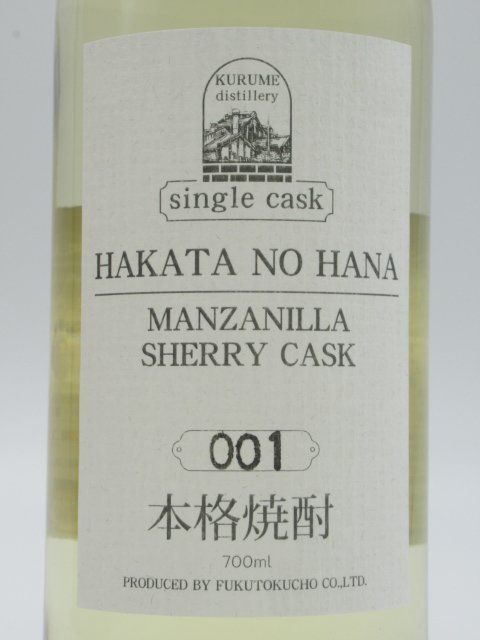 KURUME
distillery
single cask
HAKATA NO HANA
MANZANILLA
SHERRY CASK
001
本格焼酎
700ml
PRODUCED BY FUKUTOKUCHO CO.,LTD.